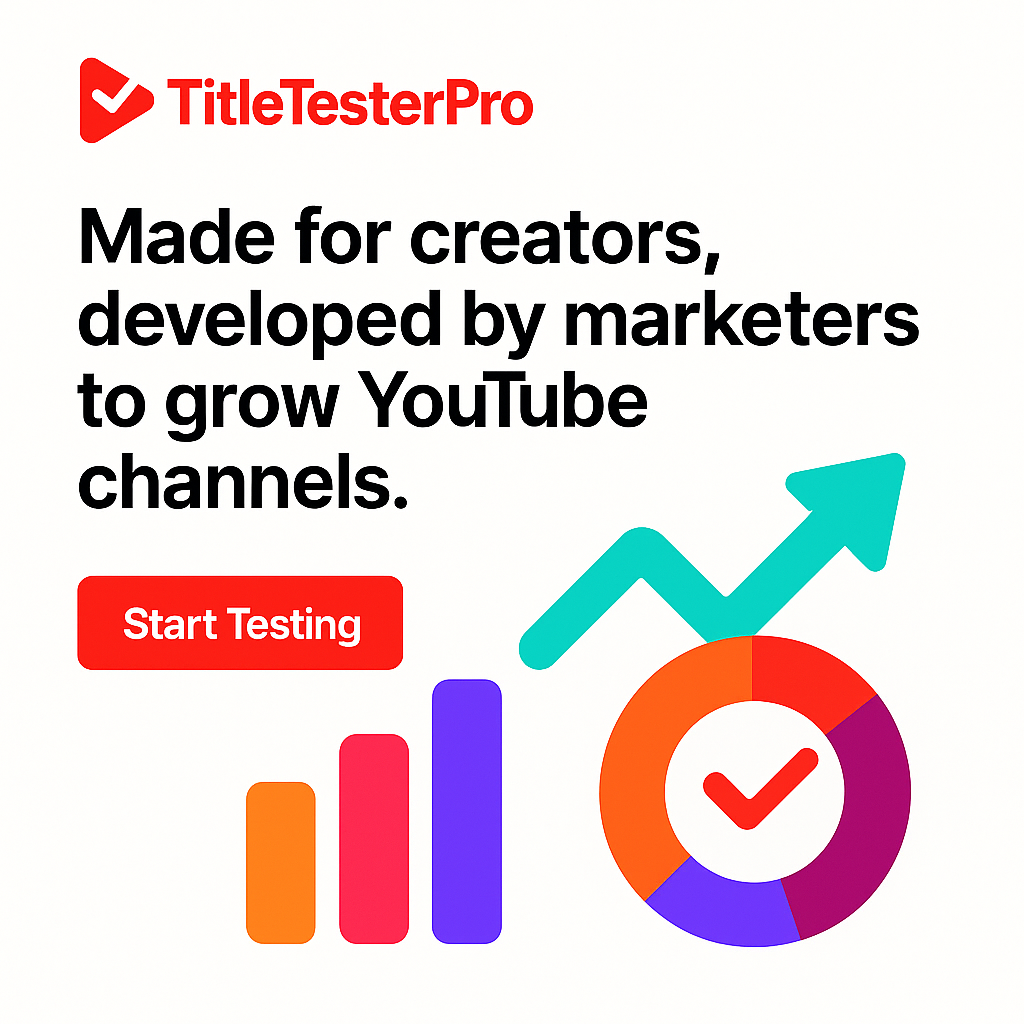 TitleTesterPro
Made for creators,
developed by marketers
to grow YouTube
channels.
Start Testing